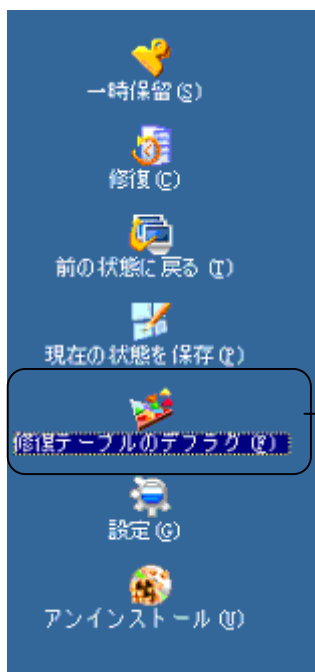 一時保留(S)
修復(C)
前の状態に戻る(T)
現在の状態を保存(P)
修復テーブルのデフラグ(F)
設定(G)
アンインストール(U)